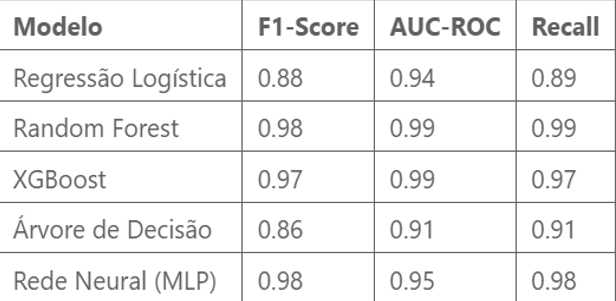 Modelo F1-Score AUC-ROC Recall
Regressão Logística 0.88 0.94 0.89
Random Forest 0.98 0.99 0.99
XGBoost 0.97 0.99 0.97
Árvore de Decisão 0.86 0.91 0.91
Rede Neural (MLP) 0.98 0.95 0.98